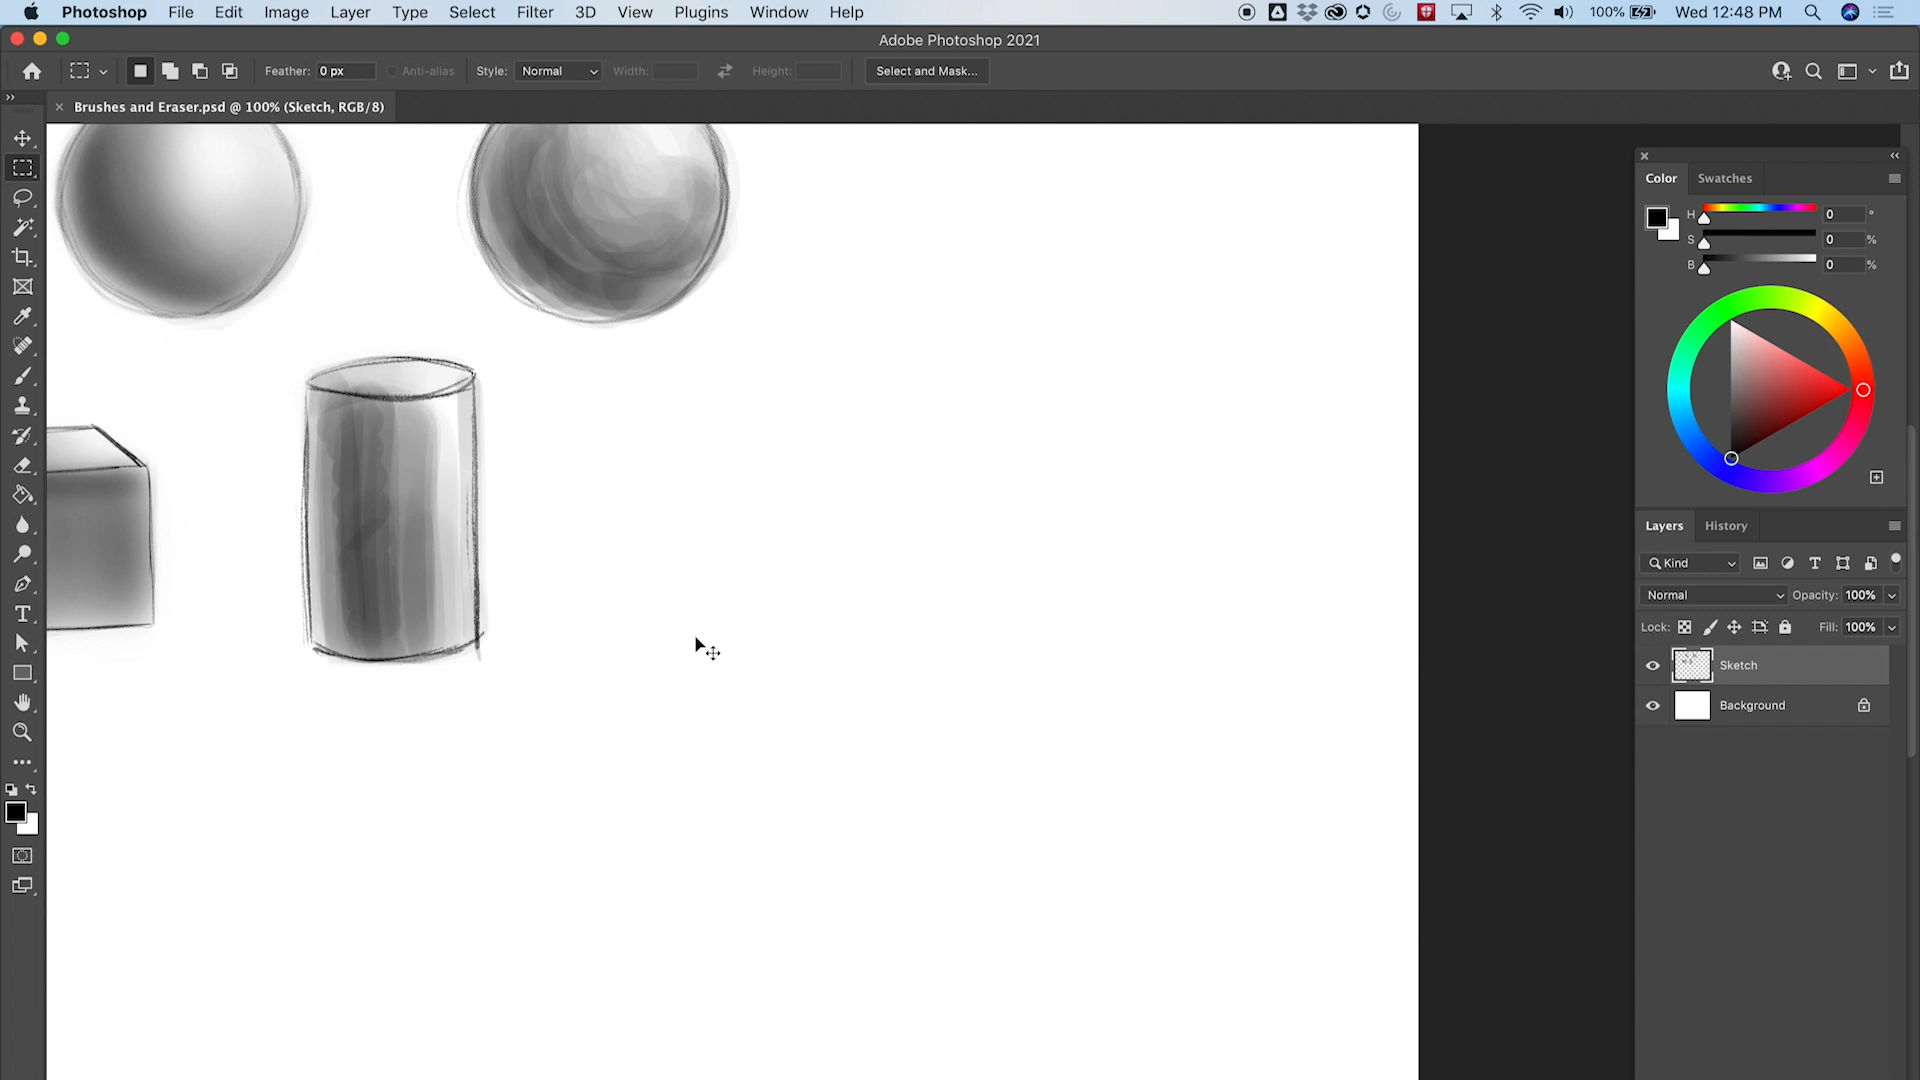 Photoshop File Edit Image Layer Type Select Filter 3D View Plugins Window Help 100% Wed 12:48 PM
Adobe Photoshop 2021
Feather: 0 px Anti-alias Style: Normal Width: Height: Select and Mask...
Brushes and Eraser.psd @ 100% (Sketch, RGB/8)
Color Swatches
H 0 °
S 0 %
B 0 %
Layers History
Kind
Normal Opacity: 100%
Lock: Fill: 100%
Sketch
Background